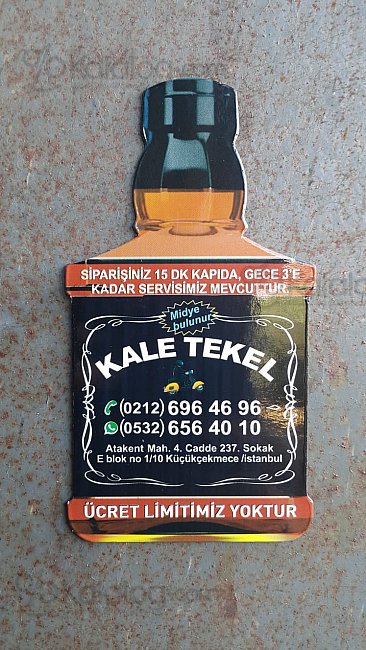 SİPARİŞİNİZ 15 DK KAPIDA, GECE 3'E
KADAR SERVİSİMİZ MEVCUTTUR.
Midye
bulunur
KALE TEKEL
(0212) 696 46 96
(0532) 656 40 10
Atakent Mah. 4. Cadde 237. Sokak
E blok no 1/10 Küçükçekmece /istanbul
ÜCRET LİMİTİMİZ YOKTUR